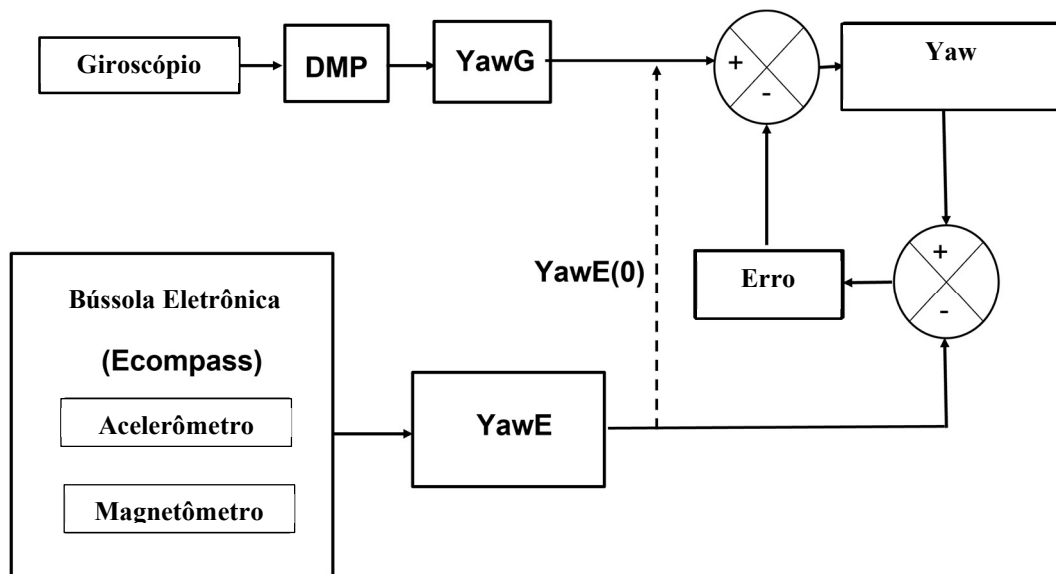 Giroscópio
DMP
YawG
+
-
Yaw
YawE(0)
Erro
+
-
Bússola Eletrônica
(Ecompass)
Acelerômetro
Magnetômetro
YawE